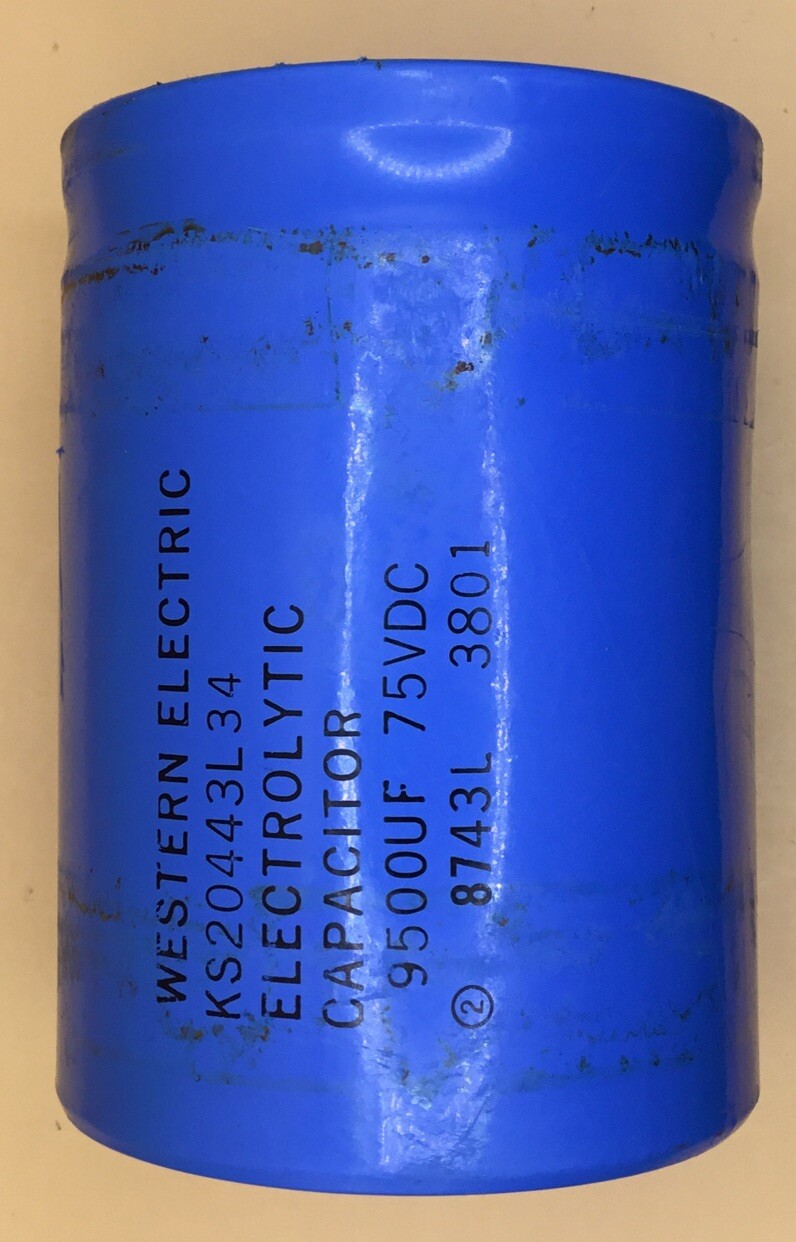 WESTERN ELECTRIC
KS20443L34
ELECTROLYTIC
CAPACITOR
9500UF 75VDC
② 8743L 3801